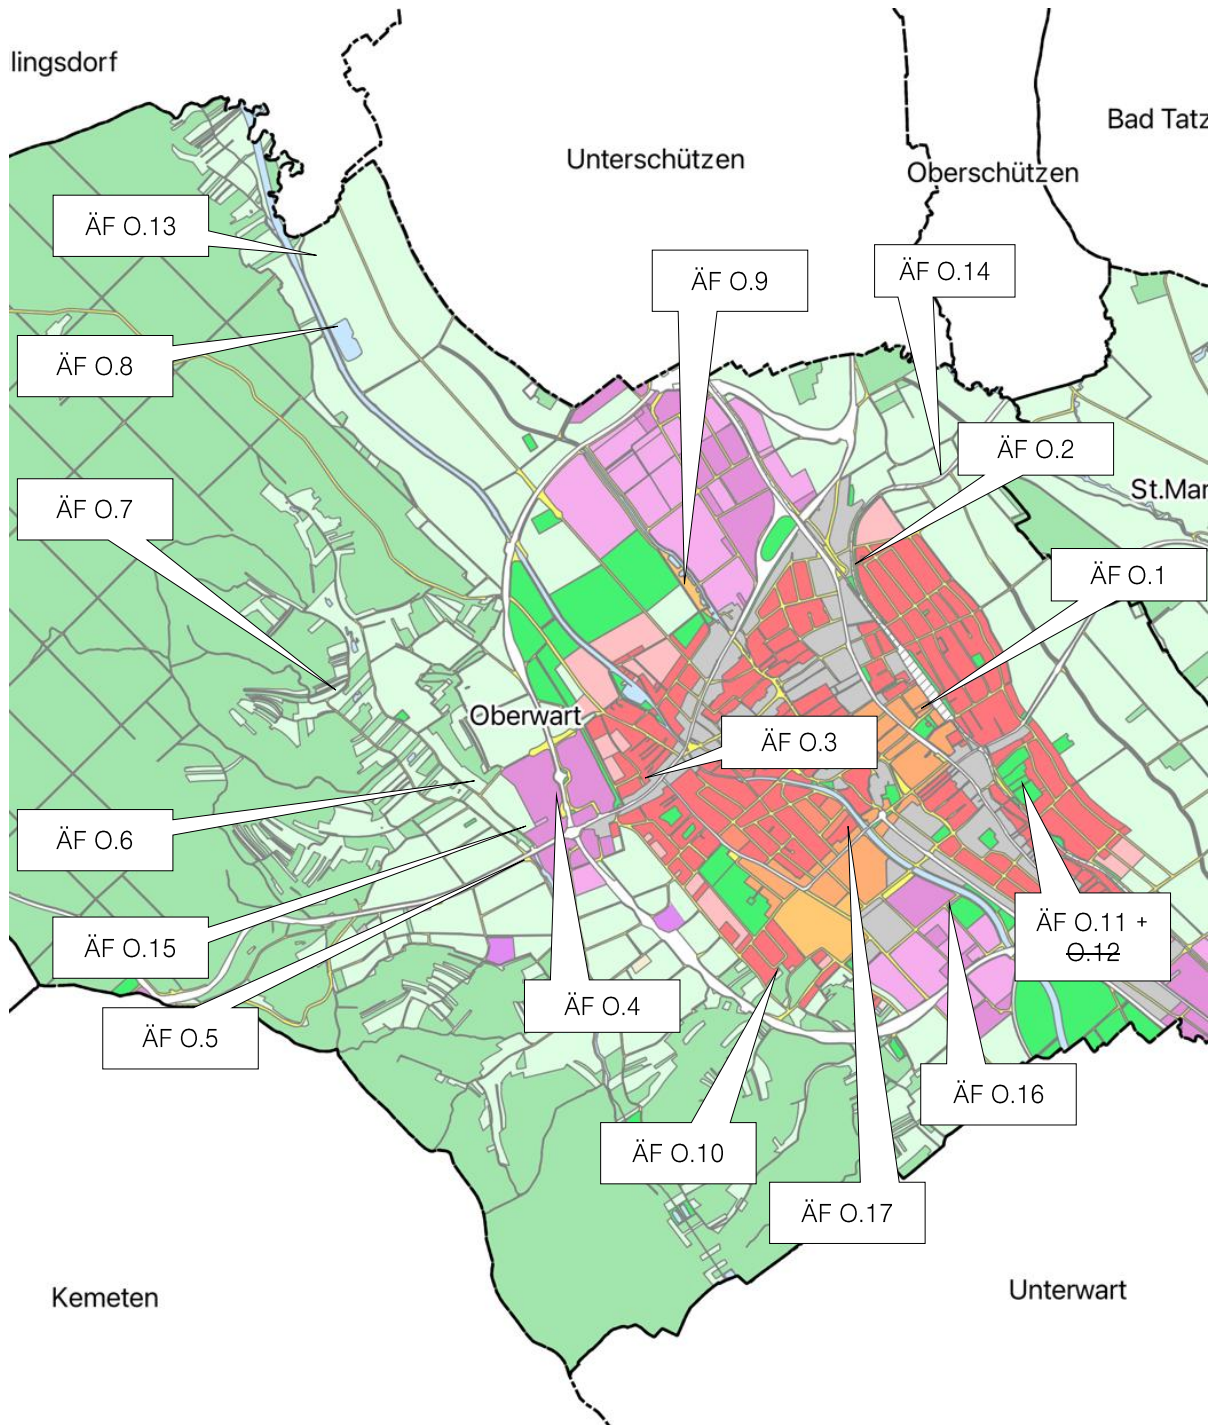 lingsdorf
Bad Tatz
Unterschützen
Oberschützen
ÄF O.13
ÄF O.9
ÄF O.14
ÄF O.8
ÄF O.2
St.Mar
ÄF O.7
ÄF O.1
Oberwart
ÄF O.3
ÄF O.6
ÄF O.11 +
O.12
ÄF O.15
ÄF O.4
ÄF O.5
ÄF O.16
ÄF O.10
ÄF O.17
Kemeten
Unterwart